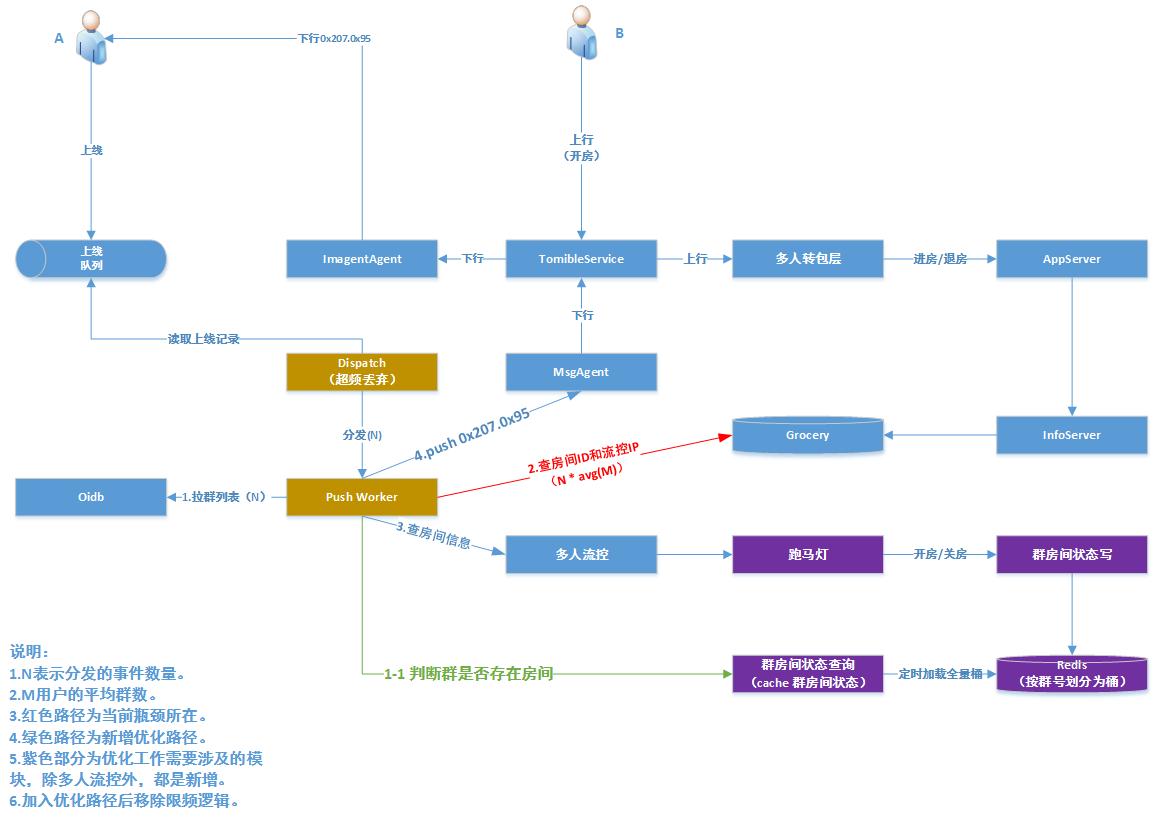 A
下行0x207.0x95
B
上线
上行
（开房）
上线
队列
ImagentAgent
下行
TomibleService
上行
多人转包层
进房/退房
AppServer
读取上线记录
下行
Dispatch
（超频丢弃）
MsgAgent
分发(N)
4.push 0x207.0x95
2.查房间ID和流控IP
（N * avg(M)）
Grocery
InfoServer
Oidb
1.拉群列表（N）
Push Worker
3.查房间信息
多人流控
跑马灯
开房/关房
群房间状态写
1-1 判断群是否存在房间
群房间状态查询
（cache 群房间状态）
定时加载全量桶
Redis
（按群号划分为桶）
说明：
1.N表示分发的事件数量。
2.M用户的平均群数。
3.红色路径为当前瓶颈所在。
4.绿色路径为新增优化路径。
5.紫色部分为优化工作需要涉及的模
块，除多人流控外，都是新增。
6.加入优化路径后移除限频逻辑。